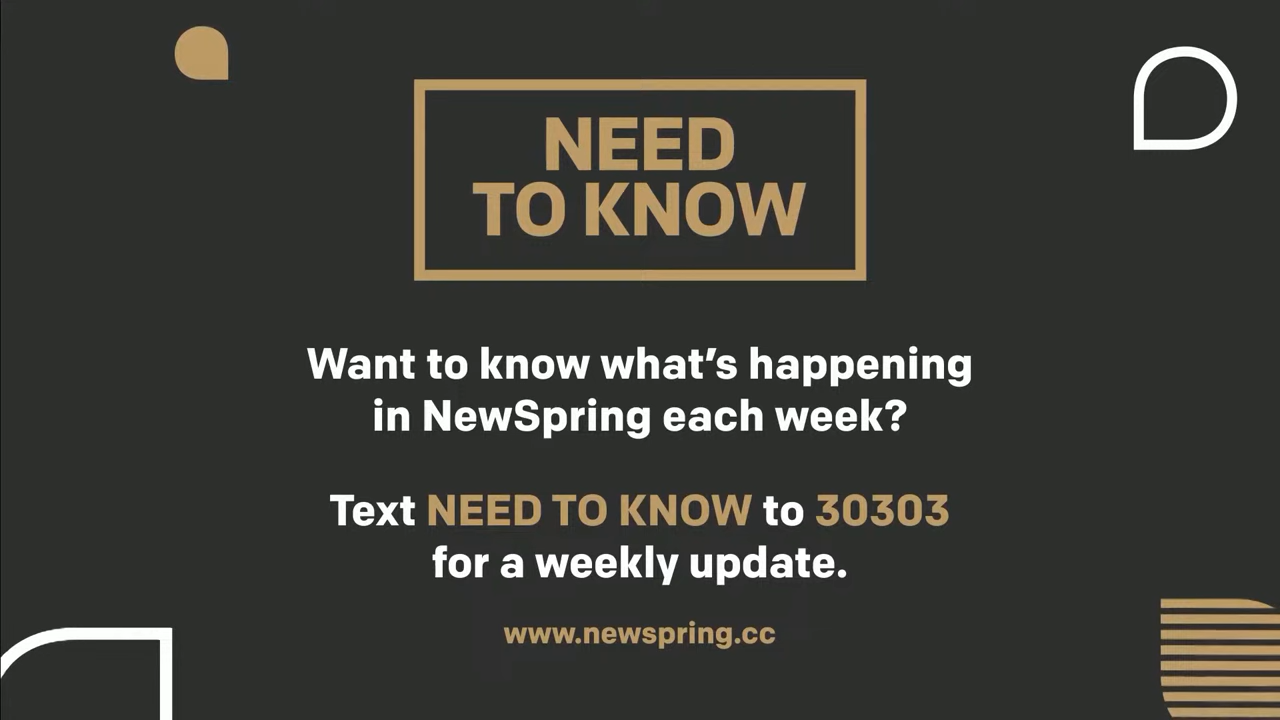 NEED
TO KNOW
Want to know what’s happening
in NewSpring each week?
Text NEED TO KNOW to 30303
for a weekly update.
www.newspring.cc